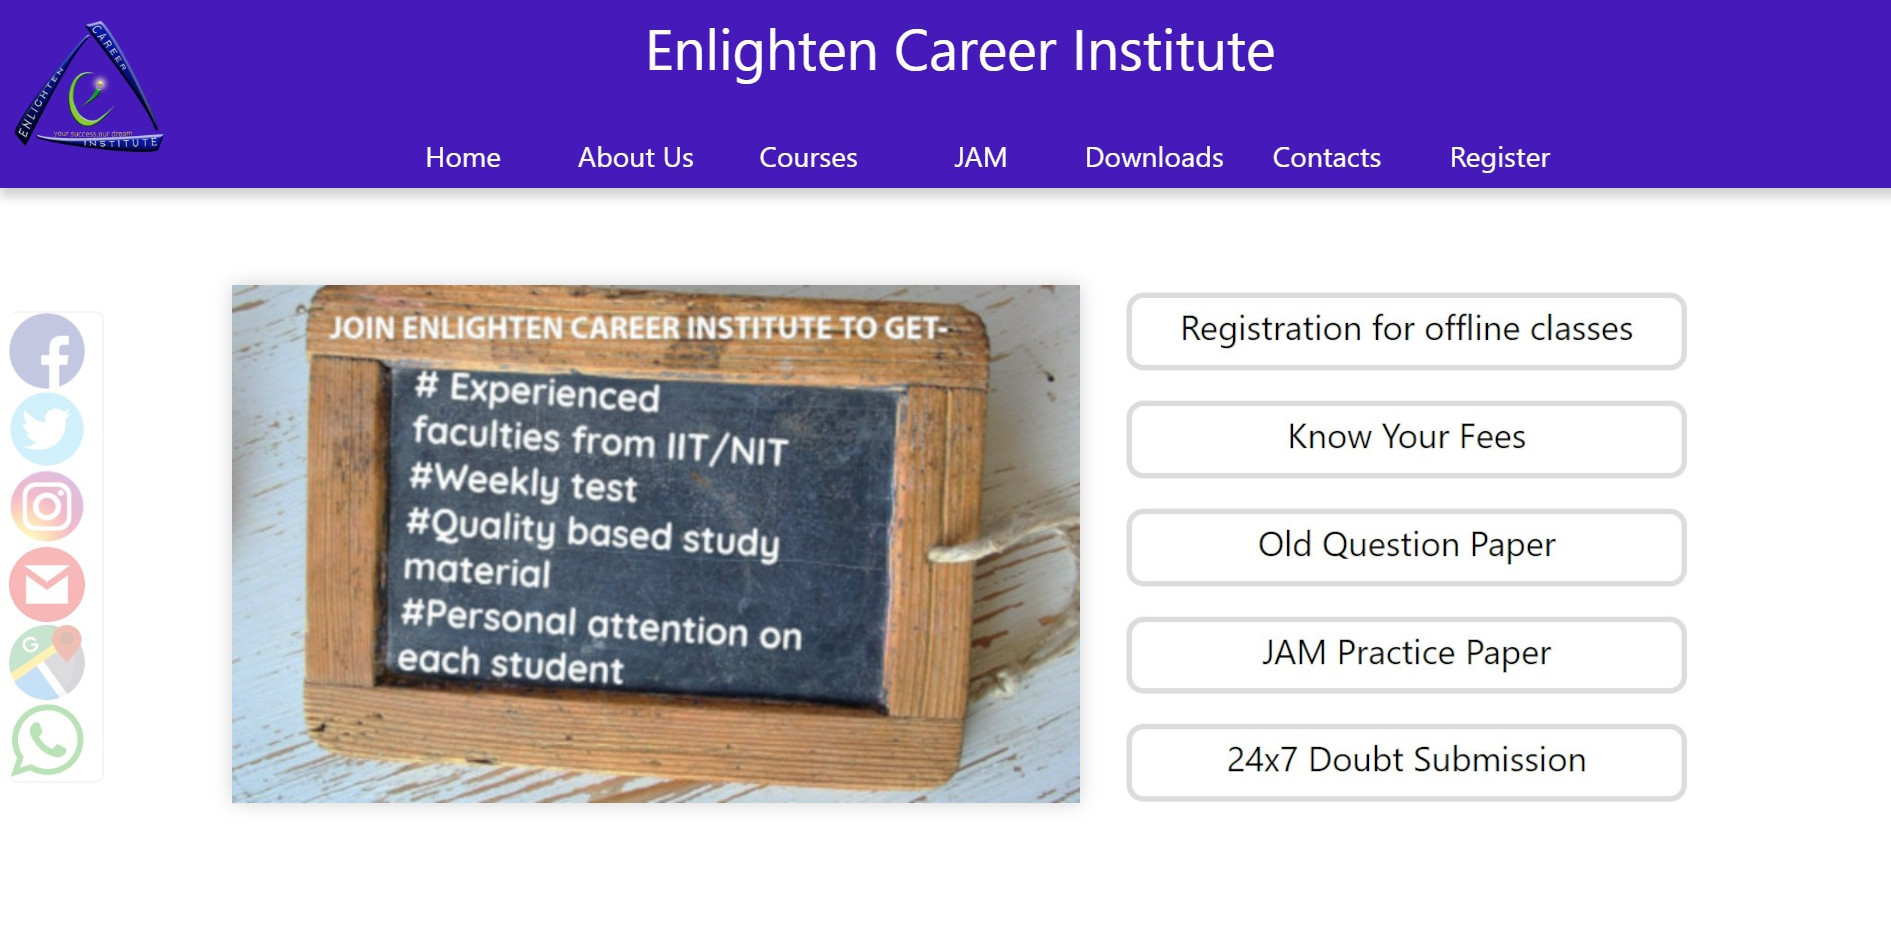 Enlighten Career Institute
ENLIGHTEN
CAREER
your success,our dream
INSTITUTE
Home About Us Courses JAM Downloads Contacts Register
JOIN ENLIGHTEN CAREER INSTITUTE TO GET-
# Experienced
faculties from IIT/NIT
#Weekly test
#Quality based study
material
#Personal attention on
each student
Registration for offline classes
Know Your Fees
Old Question Paper
JAM Practice Paper
24x7 Doubt Submission
G